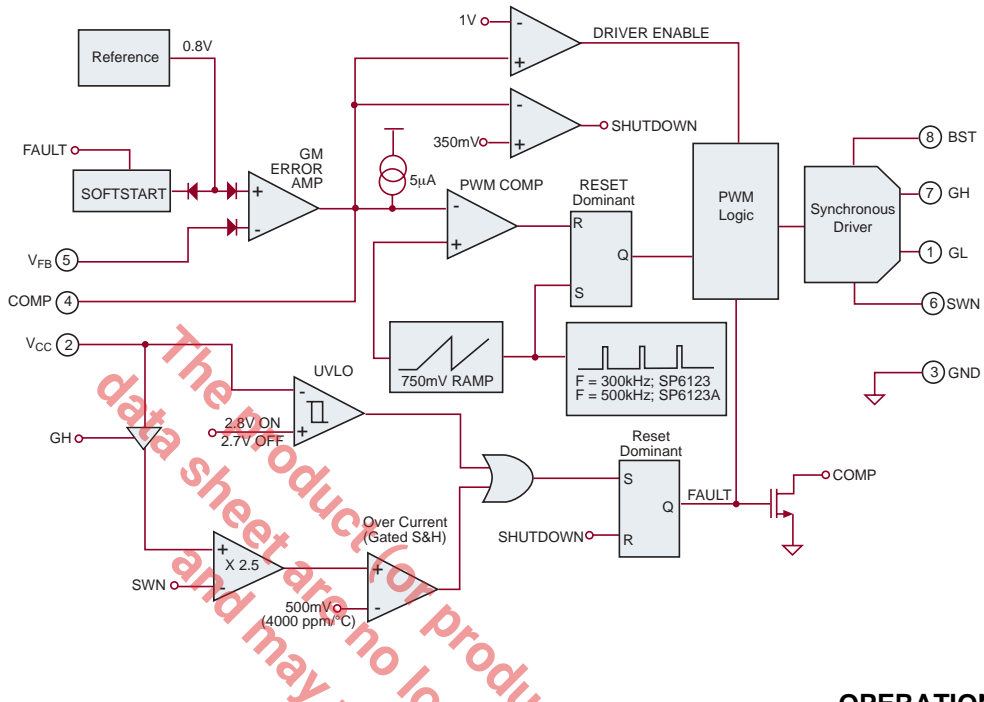 1V
DRIVER ENABLE
-
+
Reference
0.8V
-
+
350mV
SHUTDOWN
FAULT
SOFTSTART
GM
ERROR
AMP
+
-
5µA
PWM COMP
-
+
RESET
Dominant
R
Q
S
PWM
Logic
Synchronous
Driver
8 BST
7 GH
1 GL
6 SWN
3 GND
VFB 5
COMP 4
VCC 2
750mV RAMP
F = 300kHz; SP6123
F = 500kHz; SP6123A
UVLO
-
+
2.8V ON
2.7V OFF
GH
Reset
Dominant
S
Q
R
FAULT
COMP
SHUTDOWN
Over Current
(Gated S&H)
+
-
+
X 2.5
-
SWN
500mV
(4000 ppm/°C)
The product (or produ
data sheet are no lo
and may
OPERATION